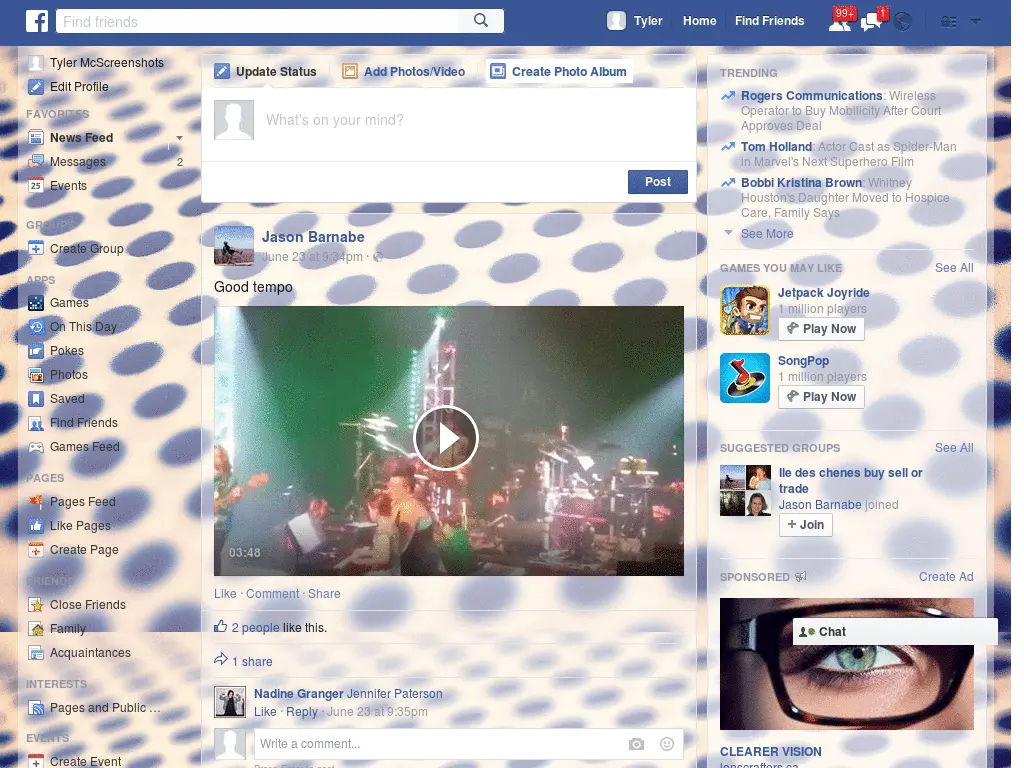 Find friends
Tyler
Home
Find Friends
99+
1
Tyler McScreenshots
Edit Profile
FAVORITES
News Feed
Messages 2
25 Events
GROUPS
Create Group
APPS
Games
On This Day
Pokes
Photos
Saved
Find Friends
Games Feed
PAGES
Pages Feed
Like Pages
Create Page
FRIENDS
Close Friends
Family
Acquaintances
INTERESTS
Pages and Public ...
EVENTS
Create Event
Update Status
Add Photos/Video
Create Photo Album
What's on your mind?
Post
Jason Barnabe
June 23 at 9:34pm ·
Good tempo
03:48
Like · Comment · Share
2 people like this.
1 share
Nadine Granger Jennifer Paterson
Like · Reply · June 23 at 9:35pm
Write a comment...
TRENDING
Rogers Communications: Wireless
Operator to Buy Mobilicity After Court
Approves Deal
Tom Holland: Actor Cast as Spider-Man
in Marvel's Next Superhero Film
Bobbi Kristina Brown: Whitney
Houston's Daughter Moved to Hospice
Care, Family Says
See More
GAMES YOU MAY LIKE See All
Jetpack Joyride
1 million players
Play Now
SongPop
1 million players
Play Now
SUGGESTED GROUPS See All
Ile des chenes buy sell or
trade
Jason Barnabe joined
+ Join
SPONSORED Create Ad
Chat
CLEARER VISION
lenscrafters.ca